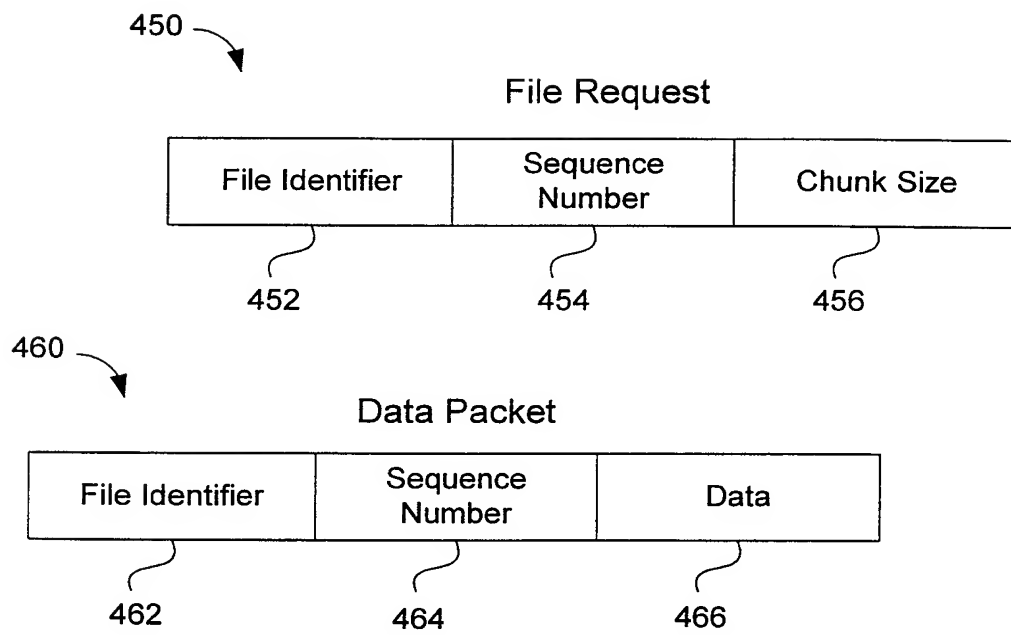 450
File Request
File Identifier
Sequence
Number
Chunk Size
452
454
456
460
Data Packet
File Identifier
Sequence
Number
Data
462
464
466